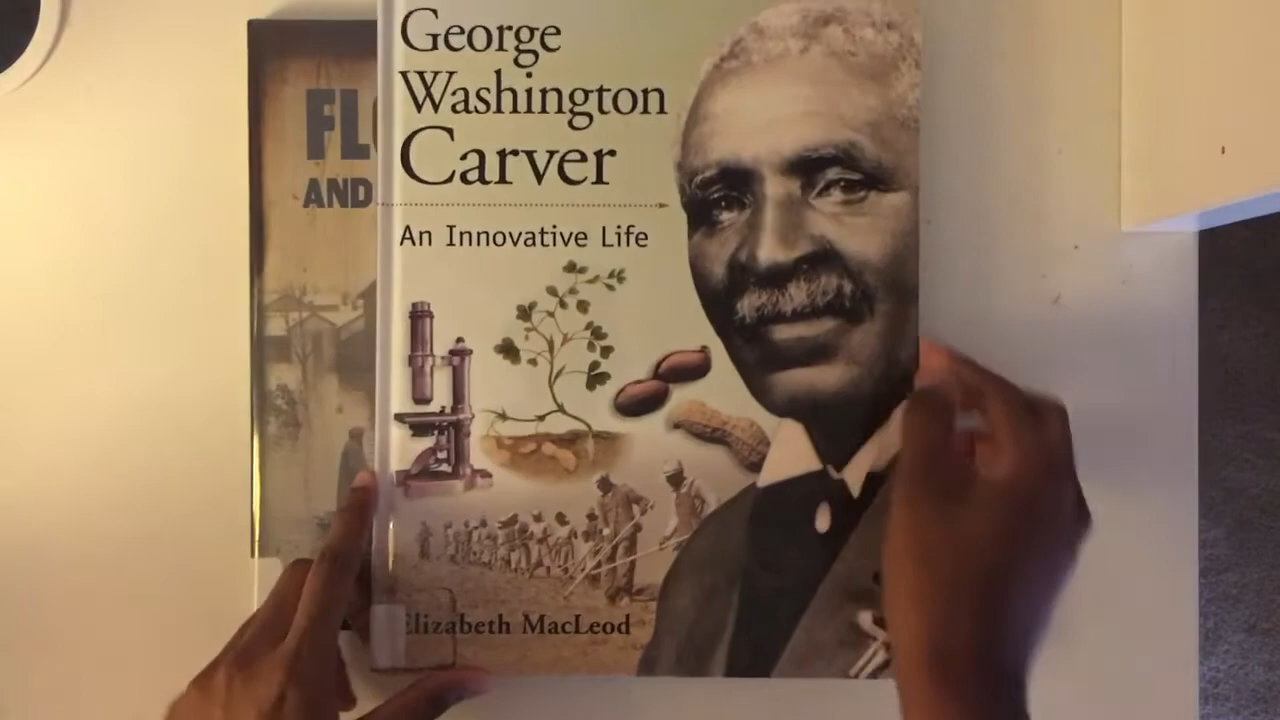 George
Washington
Carver
An Innovative Life
Elizabeth MacLeod
AND